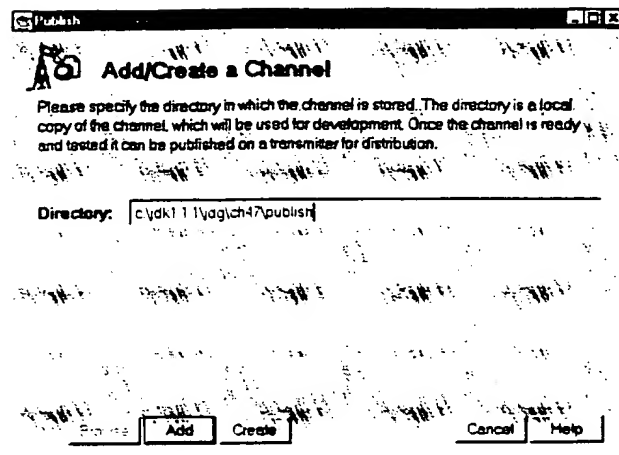 Publish
Add/Create a Channel
Please specify the directory in which the channel is stored. The directory is a local
copy of the channel, which will be used for development. Once the channel is ready
and tested it can be published on a transmitter for distribution.
Directory: c:\jdk1.1.1\jdg\ch47\publish
Add Create Cancel Help